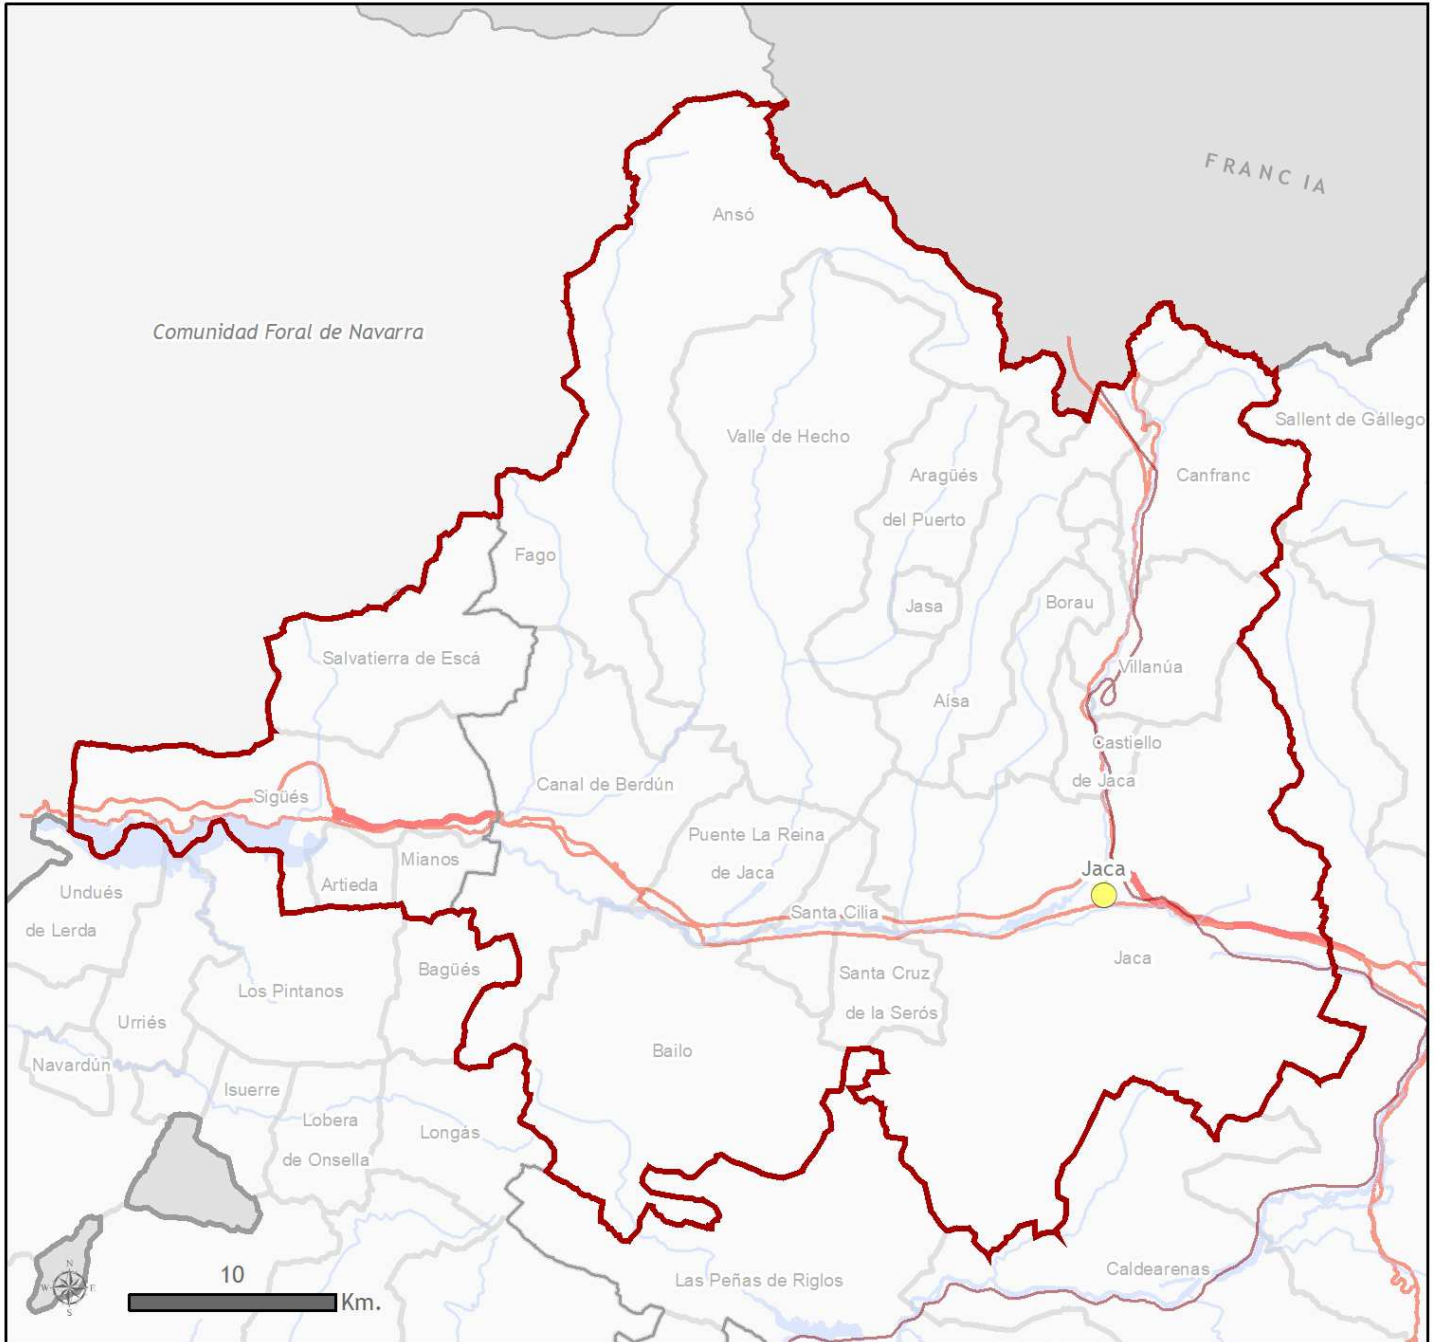 FRANCIA
Ansó
Comunidad Foral de Navarra
Sallent de Gállego
Valle de Hecho
Aragüés
del Puerto
Canfranc
Fago
Jasa
Borau
Salvatierra de Escá
Villanúa
Aísa
Castiello
de Jaca
Canal de Berdún
Sigüés
Puente La Reina
de Jaca
Mianos
Artieda
Jaca
Undués
de Lerda
Santa Cilia
Jaca
Bagüés
Santa Cruz
de la Serós
Los Pintanos
Urriés
Bailo
Navardún
Isuerre
Lobera
de Onsella
Longás
Caldearenas
Las Peñas de Riglos
N
W E
S
10
Km.